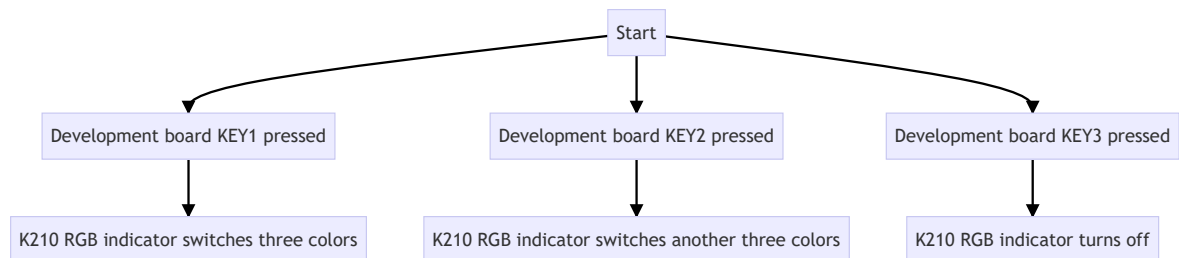 Start
Development board KEY1 pressed
Development board KEY2 pressed
Development board KEY3 pressed
K210 RGB indicator switches three colors
K210 RGB indicator switches another three colors
K210 RGB indicator turns off